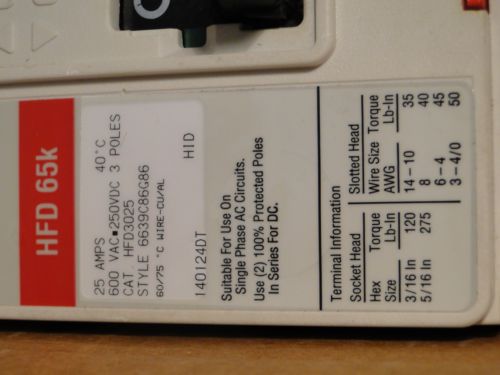 HFD 65k
25 AMPS 40°C
600 VAC■250VDC 3 POLES
CAT. HFD3025
STYLE 6639C86G86
60/75 °C WIRE-CU/AL
HID
140124DT
Suitable For Use On
Single Phase AC Circuits.
Use (2) 100% Protected Poles
In Series For DC.
Terminal Information
Socket Head Slotted Head
Hex Torque Wire Size Torque
Size Lb-In AWG Lb-In
3/16 In 120 14-10 35
5/16 In 275 8 40
6-4 45
3-4/0 50